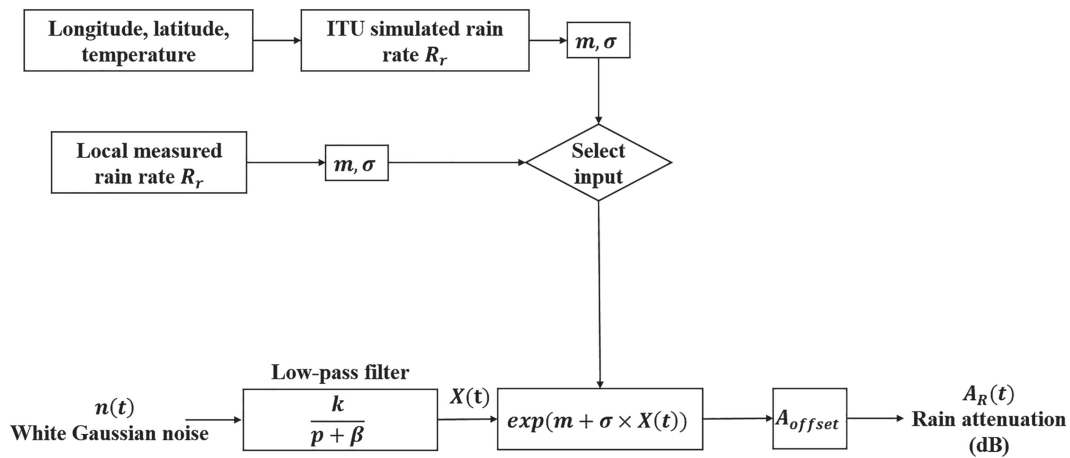 Longitude, latitude,
temperature
ITU simulated rain
rate R_r
m, σ
Local measured
rain rate R_r
m, σ
Select
input
Low-pass filter
n(t)
White Gaussian noise
k
p + β
X(t)
exp(m + σ × X(t))
A_offset
A_R(t)
Rain attenuation
(dB)